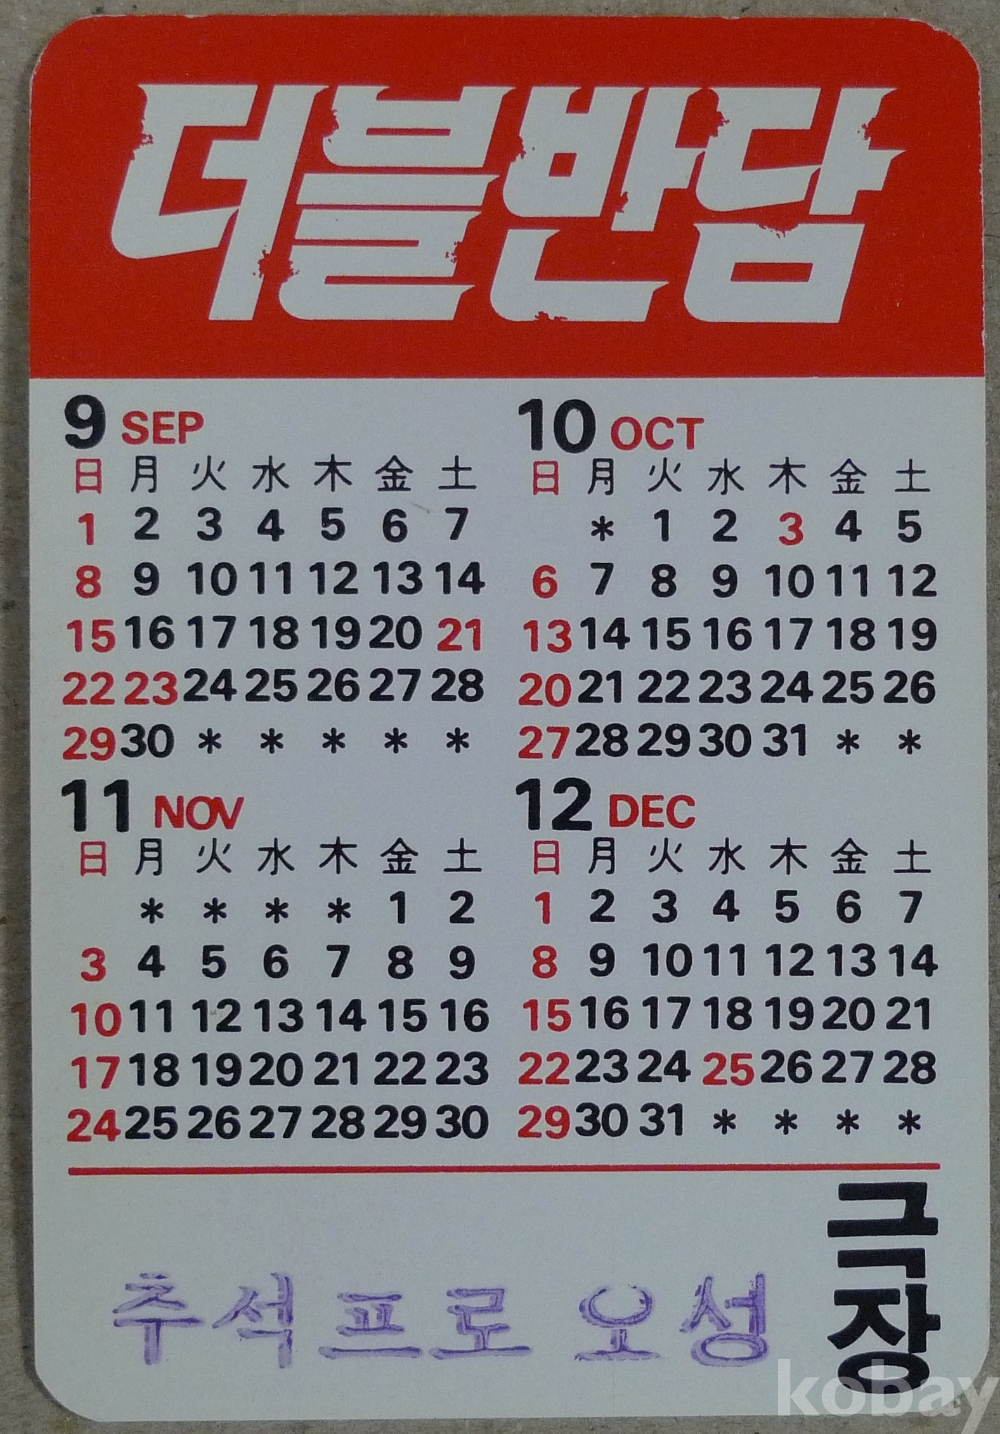 더블반담
9 SEP
日 月 火 水 木 金 土
1 2 3 4 5 6 7
8 9 10 11 12 13 14
15 16 17 18 19 20 21
22 23 24 25 26 27 28
29 30 * * * * *
10 OCT
日 月 火 水 木 金 土
* 1 2 3 4 5
6 7 8 9 10 11 12
13 14 15 16 17 18 19
20 21 22 23 24 25 26
27 28 29 30 31 * *
11 NOV
日 月 火 水 木 金 土
* * * * 1 2
3 4 5 6 7 8 9
10 11 12 13 14 15 16
17 18 19 20 21 22 23
24 25 26 27 28 29 30
12 DEC
日 月 火 水 木 金 土
1 2 3 4 5 6 7
8 9 10 11 12 13 14
15 16 17 18 19 20 21
22 23 24 25 26 27 28
29 30 31 * * * *
추석프로 오성
극장
kobay